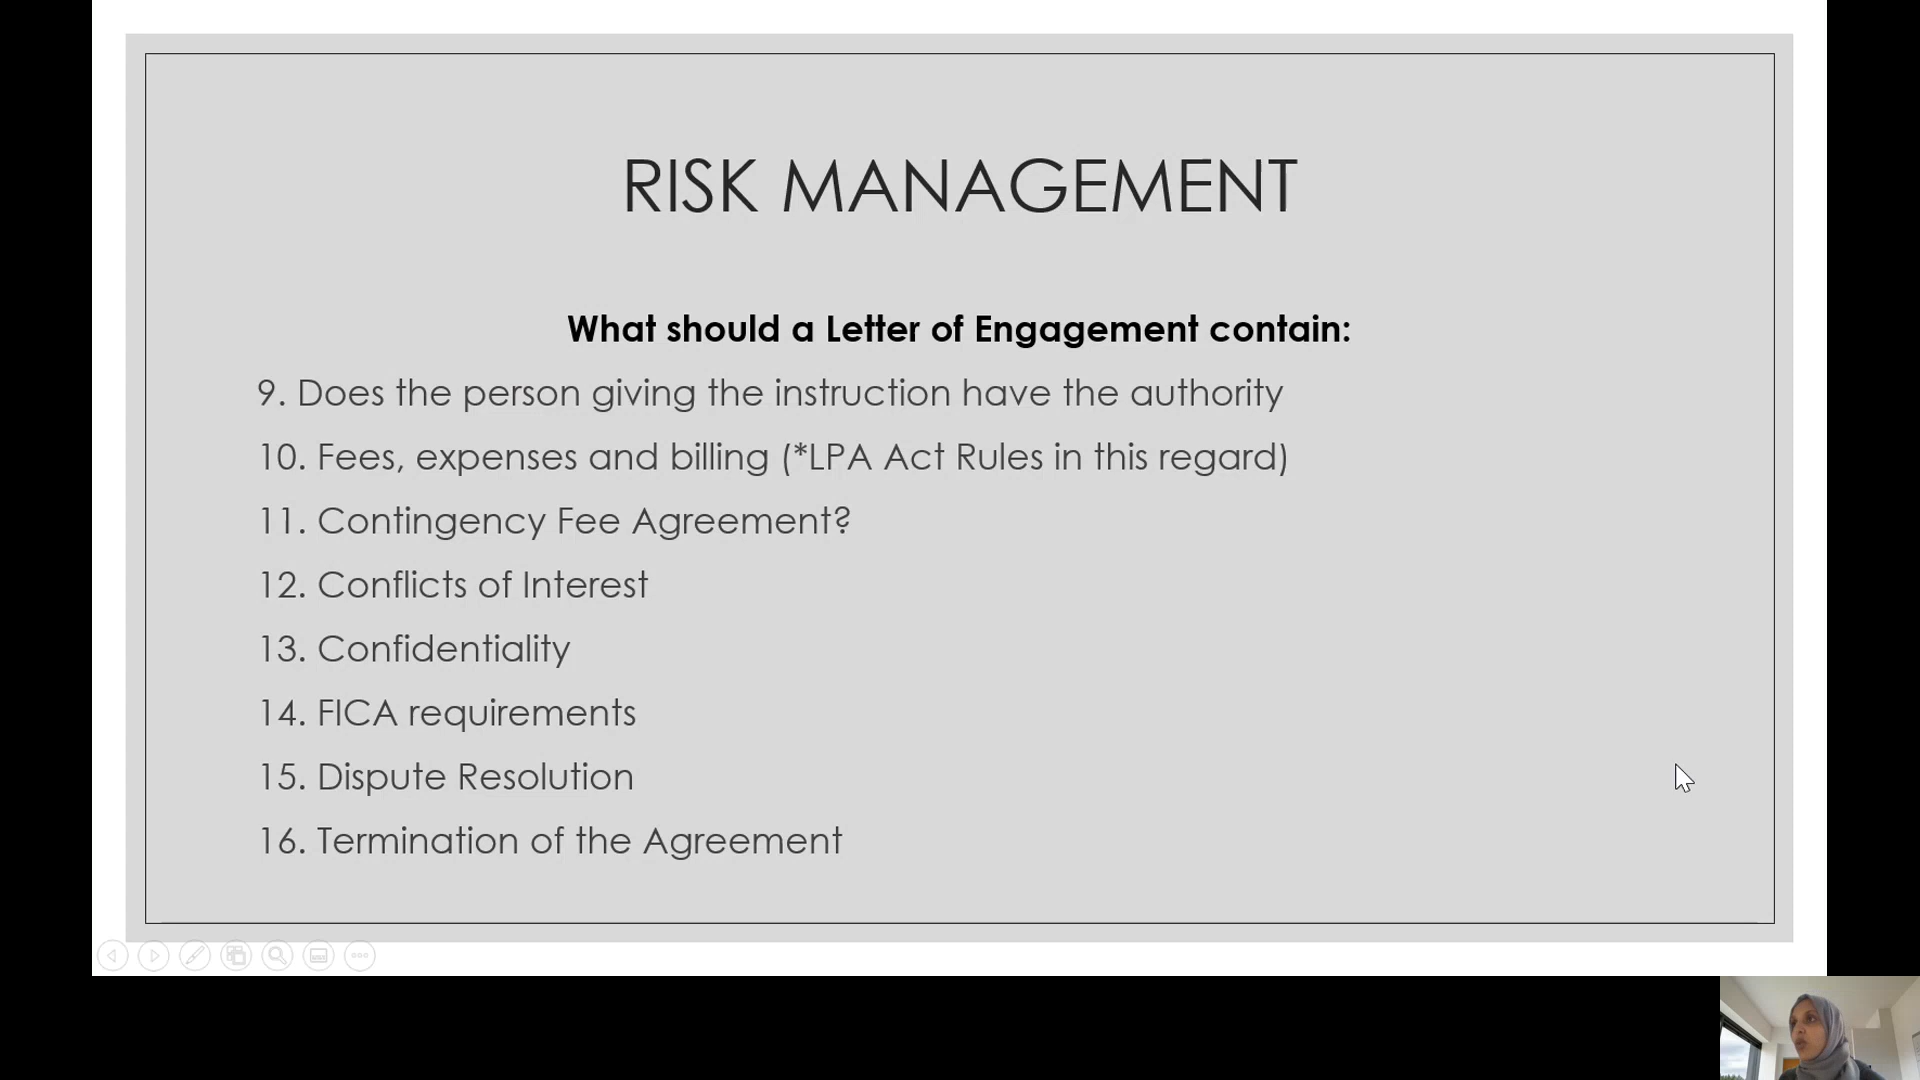 RISK MANAGEMENT
What should a Letter of Engagement contain:
9. Does the person giving the instruction have the authority
10. Fees, expenses and billing (*LPA Act Rules in this regard)
11. Contingency Fee Agreement?
12. Conflicts of Interest
13. Confidentiality
14. FICA requirements
15. Dispute Resolution
16. Termination of the Agreement